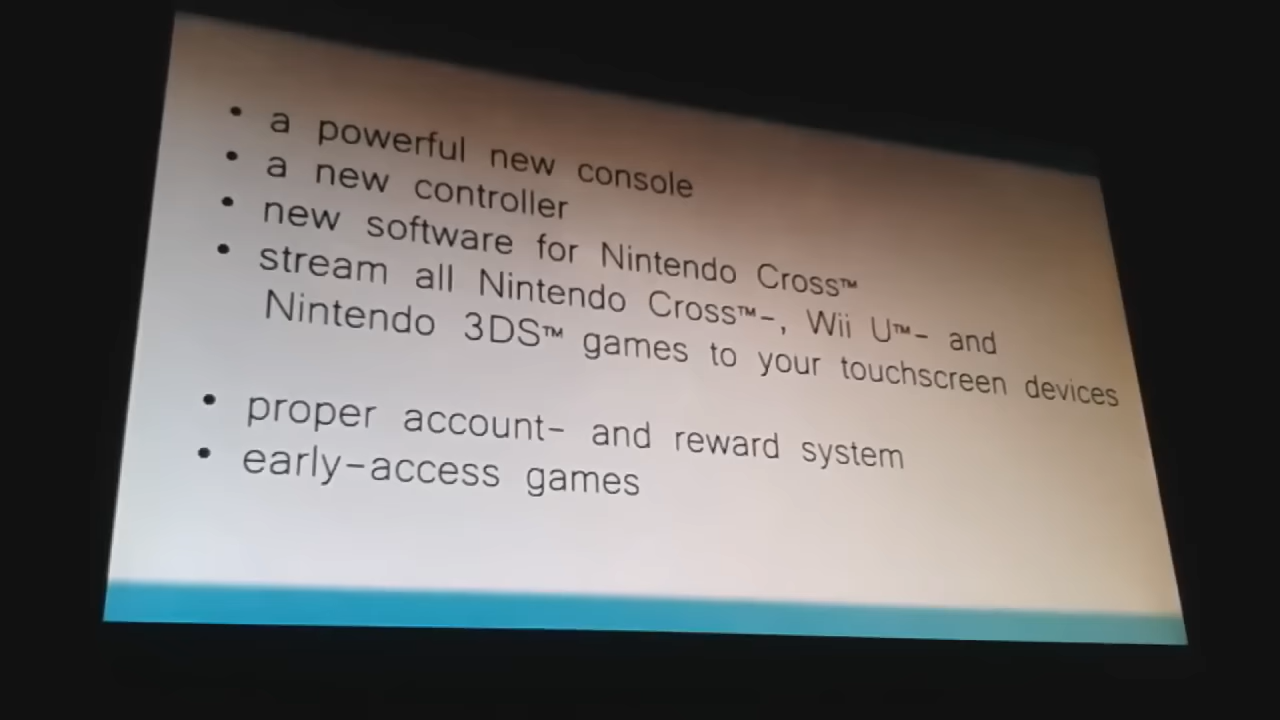 • a powerful new console
• a new controller
• new software for Nintendo Cross™
• stream all Nintendo Cross™-, Wii U™- and
Nintendo 3DS™ games to your touchscreen devices
• proper account- and reward system
• early-access games